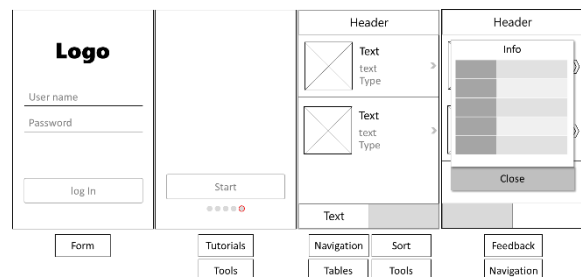 Logo
User name
Password
log In
Form
Start
Tutorials
Tools
Header
Text
text
Type
Text
text
Type
Text
Navigation
Sort
Tables
Tools
Header
Info
Close
Feedback
Navigation